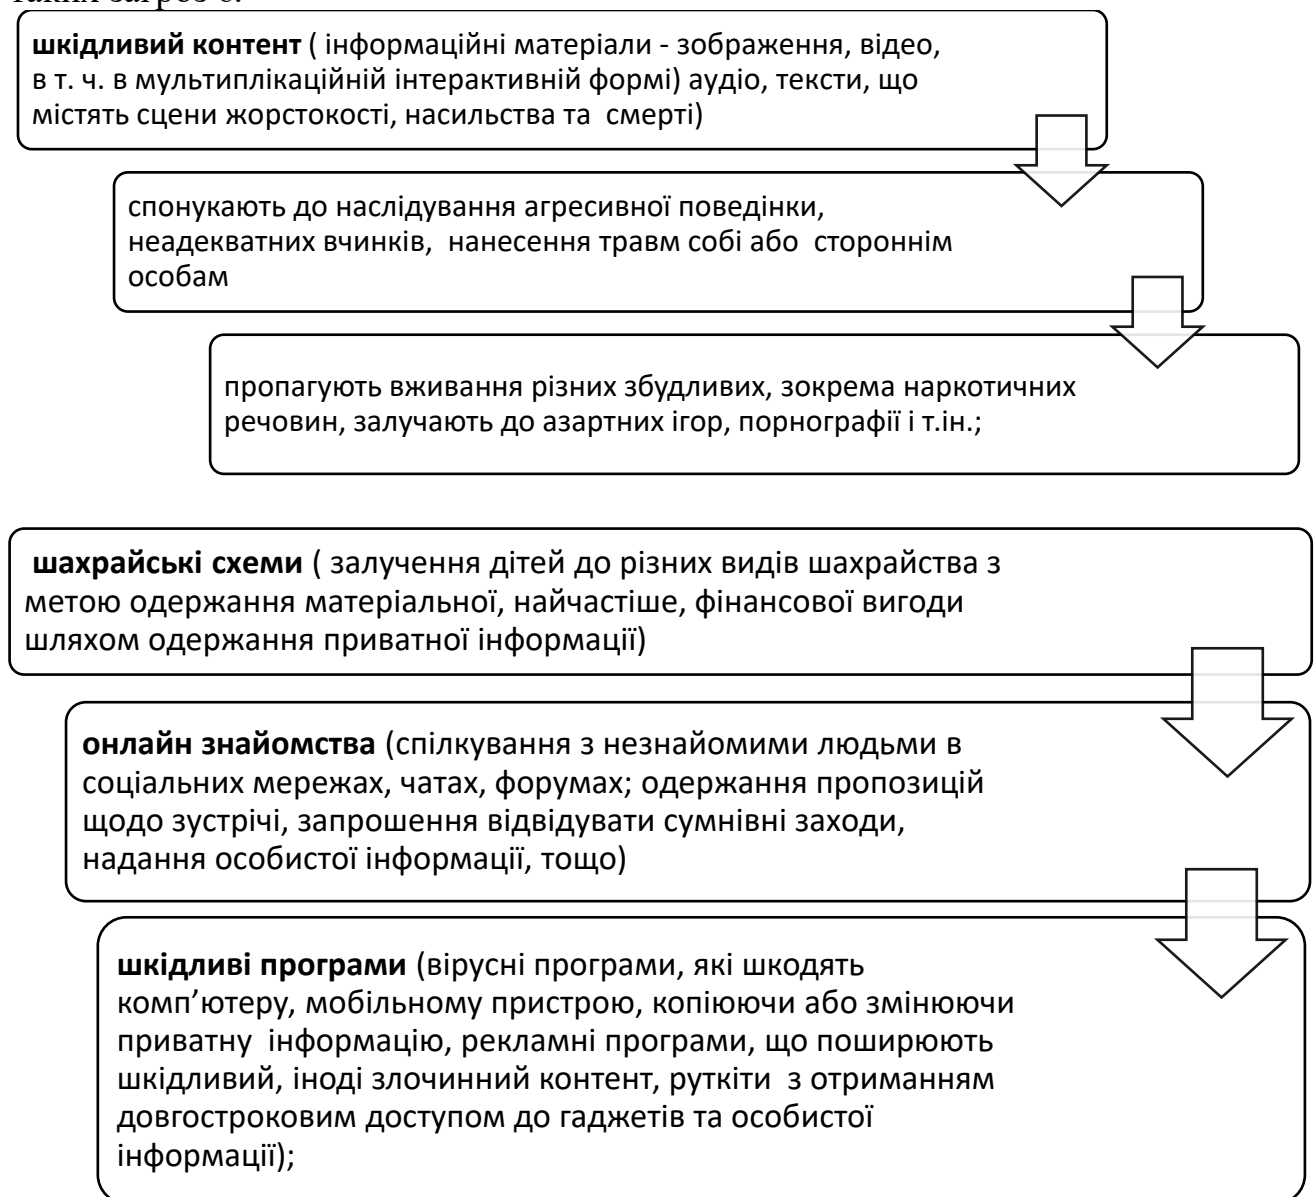 шкідливий контент ( інформаційні матеріали - зображення, відео,
в т. ч. в мультиплікаційній інтерактивній формі) аудіо, тексти, що
містять сцени жорстокості, насильства та смерті)
спонукають до наслідування агресивної поведінки,
неадекватних вчинків, нанесення травм собі або стороннім
особам
пропагують вживання різних збудливих, зокрема наркотичних
речовин, залучають до азартних ігор, порнографії і т.ін.;
шахрайські схеми ( залучення дітей до різних видів шахрайства з
метою одержання матеріальної, найчастіше, фінансової вигоди
шляхом одержання приватної інформації)
онлайн знайомства (спілкування з незнайомими людьми в
соціальних мережах, чатах, форумах; одержання пропозицій
щодо зустрічі, запрошення відвідувати сумнівні заходи,
надання особистої інформації, тощо)
шкідливі програми (вірусні програми, які шкодять
комп’ютеру, мобільному пристрою, копіюючи або змінюючи
приватну інформацію, рекламні програми, що поширюють
шкідливий, іноді злочинний контент, руткіти з отриманням
довгостроковим доступом до гаджетів та особистої
інформації);